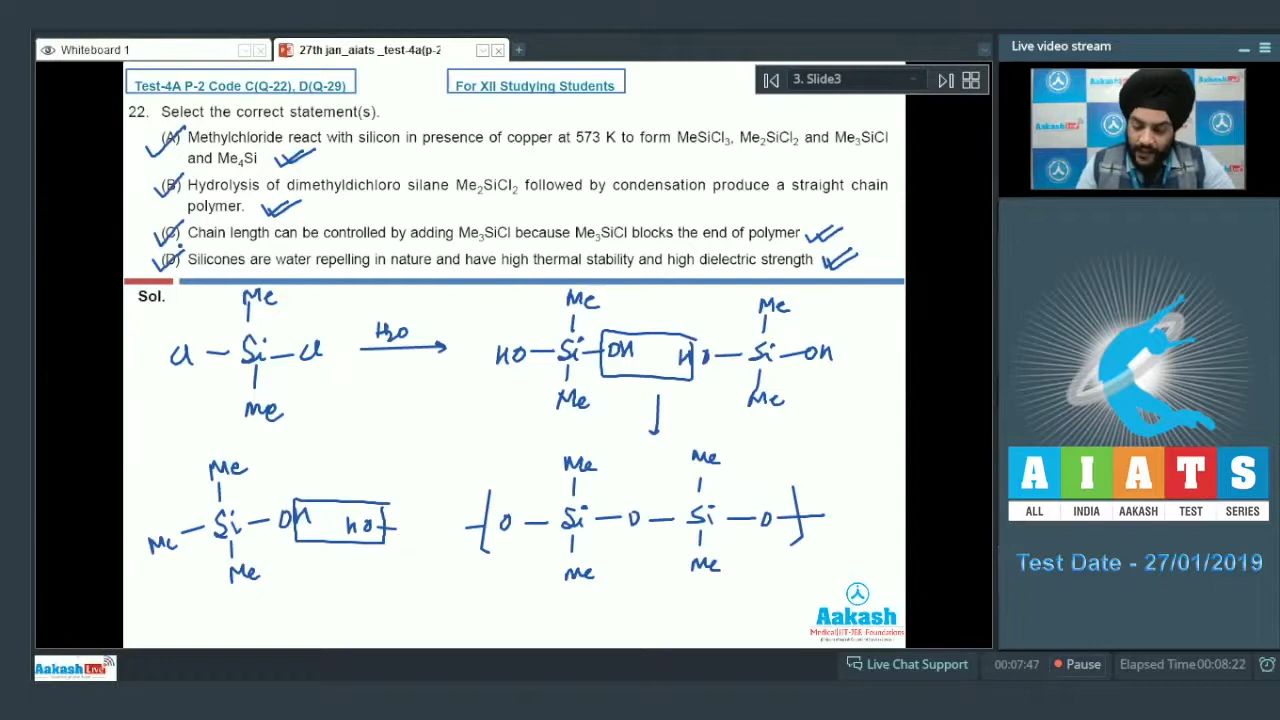 Whiteboard 1
27th jan_aiats _test-4a(p-2
Live video stream
Test-4A P-2 Code C(Q-22), D(Q-29)
For XII Studying Students
3. Slide3
22. Select the correct statement(s).
(A) Methylchloride react with silicon in presence of copper at 573 K to form MeSiCl3, Me2SiCl2 and Me3SiCl
and Me4Si
(B) Hydrolysis of dimethyldichloro silane Me2SiCl2 followed by condensation produce a straight chain
polymer.
(C) Chain length can be controlled by adding Me3SiCl because Me3SiCl blocks the end of polymer
(D) Silicones are water repelling in nature and have high thermal stability and high dielectric strength
Sol.
Me Me Me
Cl — Si — Cl H2O HO — Si — OH H O — Si — OH
Me Me Me
Me Me Me
Me — Si — OH HO — O — Si — O — Si — O —
Me Me Me
Aakash
Medical|IIT-JEE|Foundations
AakashLive
A I A T S
ALL INDIA AAKASH TEST SERIES
Test Date - 27/01/2019
Aakash Live
Live Chat Support
00:07:47
Pause
Elapsed Time 00:08:22